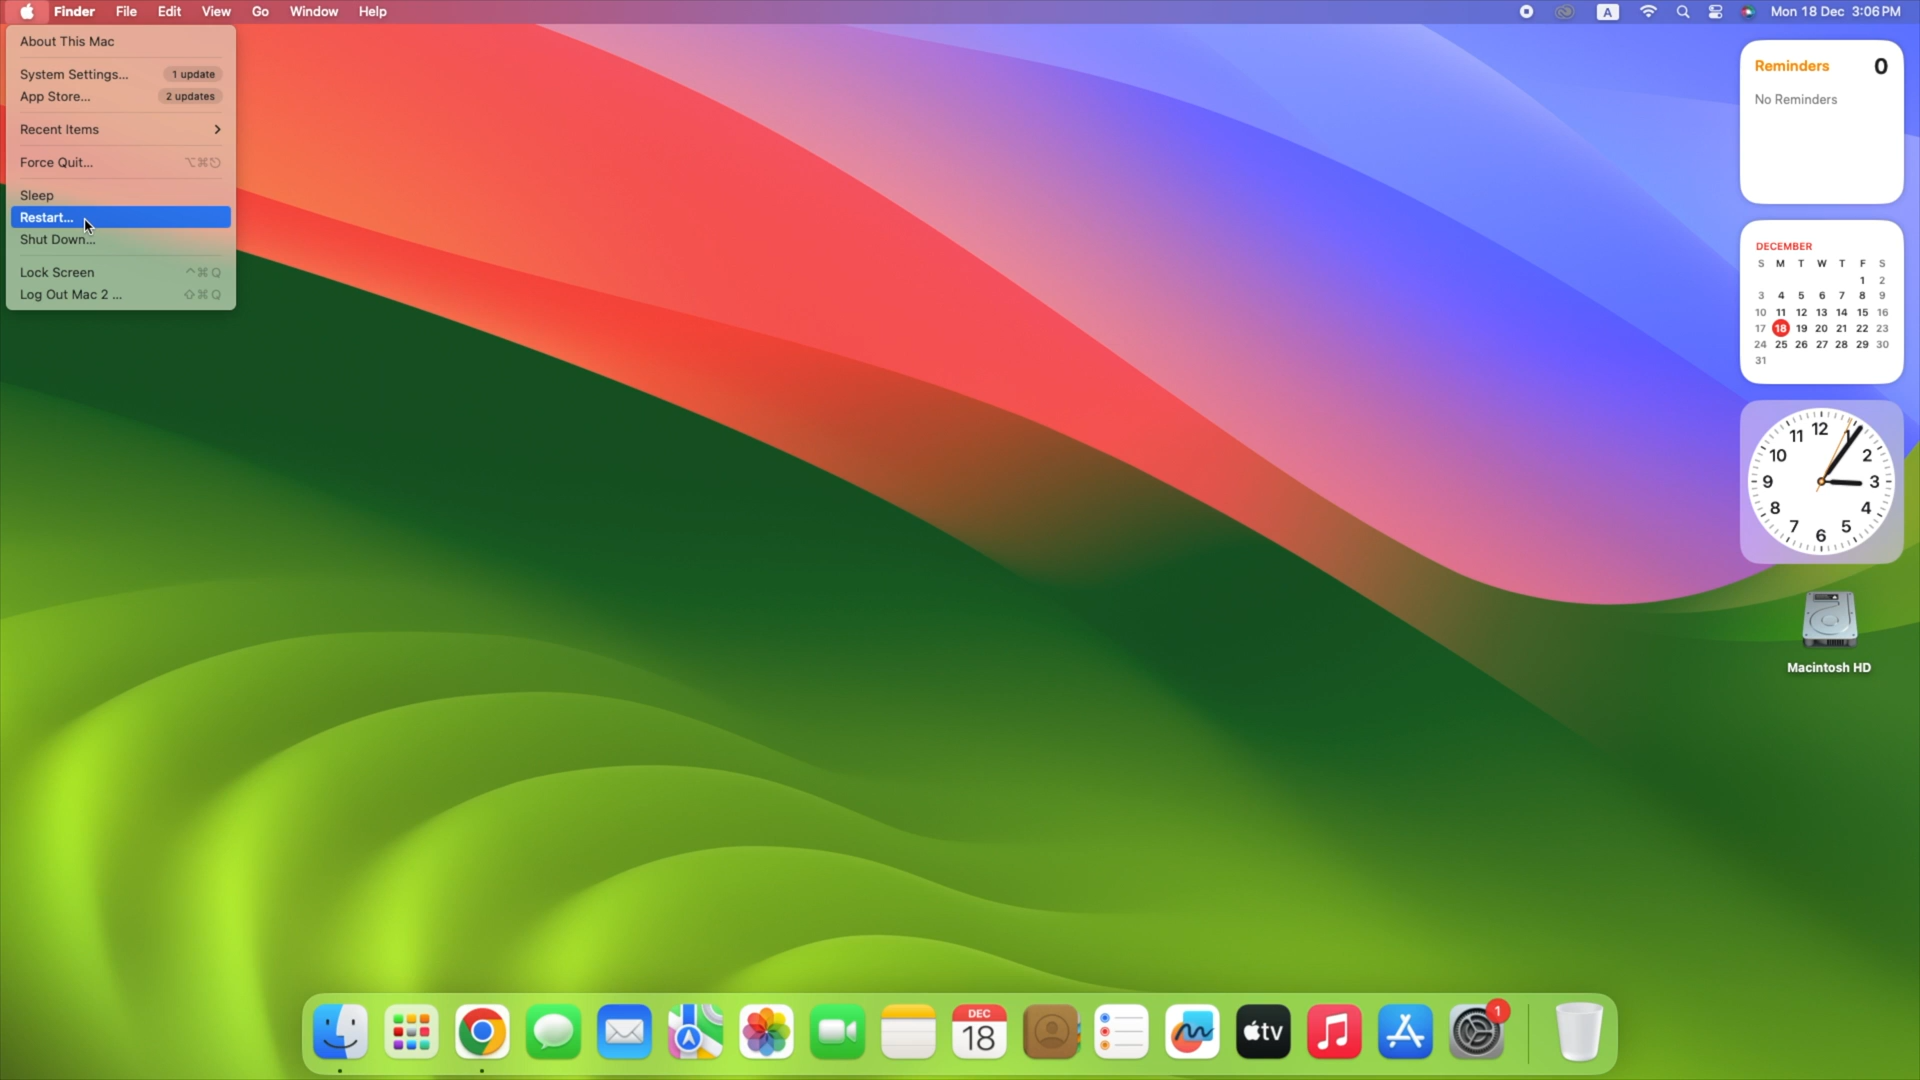 Finder File Edit View Go Window Help
A Mon 18 Dec 3:06 PM
About This Mac
System Settings... 1 update
App Store... 2 updates
Recent Items
Force Quit... ⌥⌘⎋
Sleep
Restart...
Shut Down...
Lock Screen ^⌘Q
Log Out Mac 2 ... ⇧⌘Q
Reminders 0
No Reminders
DECEMBER
S M T W T F S
1 2
3 4 5 6 7 8 9
10 11 12 13 14 15 16
17 18 19 20 21 22 23
24 25 26 27 28 29 30
31
12
11 1
10 2
9 3
8 4
7 5
6
Macintosh HD
DEC
18
tv
1